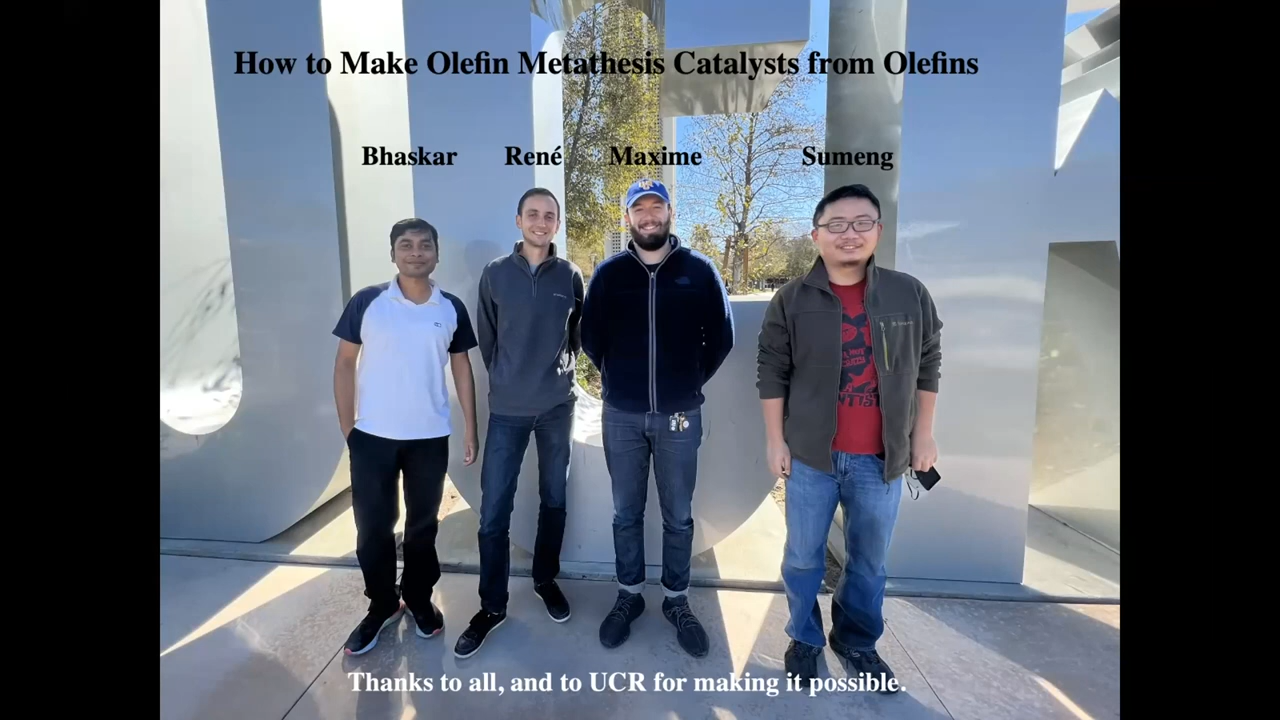 How to Make Olefin Metathesis Catalysts from Olefins
Bhaskar René Maxime Sumeng
Thanks to all, and to UCR for making it possible.